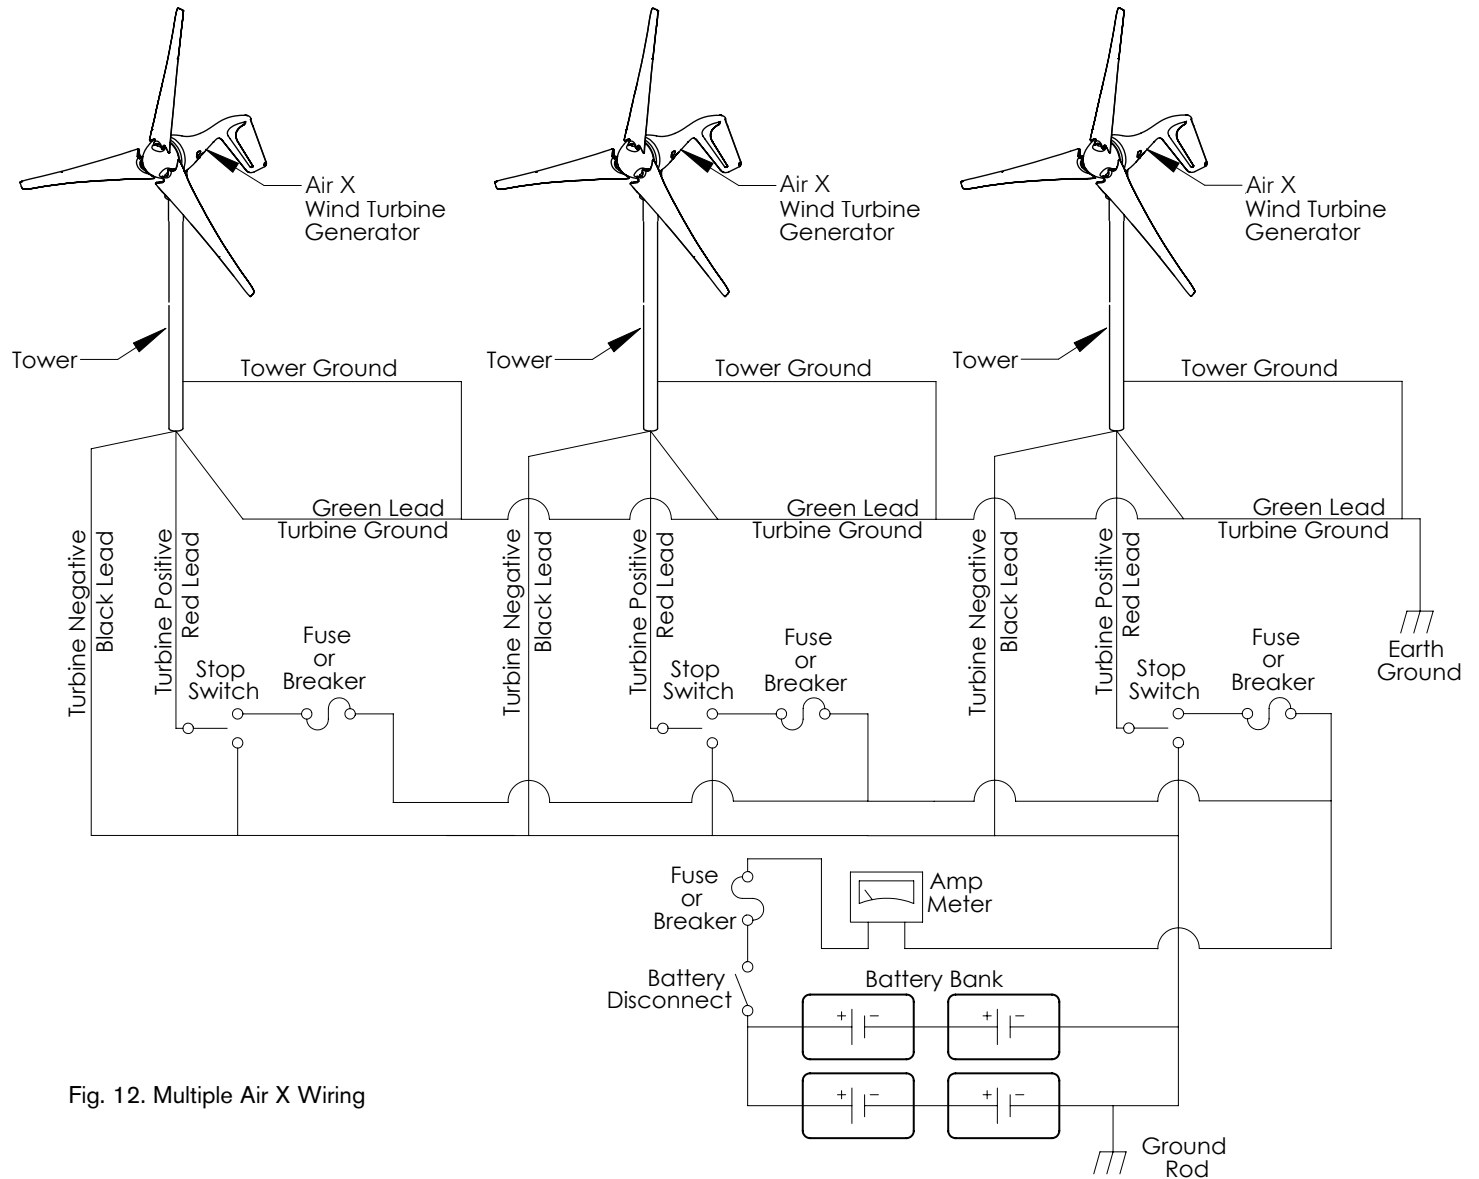 Air X
Wind Turbine
Generator
Air X
Wind Turbine
Generator
Air X
Wind Turbine
Generator
Tower
Tower
Tower
Tower Ground
Tower Ground
Tower Ground
Green Lead
Turbine Ground
Green Lead
Turbine Ground
Green Lead
Turbine Ground
Turbine Negative
Black Lead
Turbine Positive
Red Lead
Turbine Negative
Black Lead
Turbine Positive
Red Lead
Turbine Negative
Black Lead
Turbine Positive
Red Lead
Stop
Switch
Fuse
or
Breaker
Stop
Switch
Fuse
or
Breaker
Stop
Switch
Fuse
or
Breaker
Earth
Ground
Fuse
or
Breaker
Amp
Meter
Battery
Disconnect
Battery Bank
+ −
+ −
+ −
+ −
Fig. 12. Multiple Air X Wiring
Ground
Rod